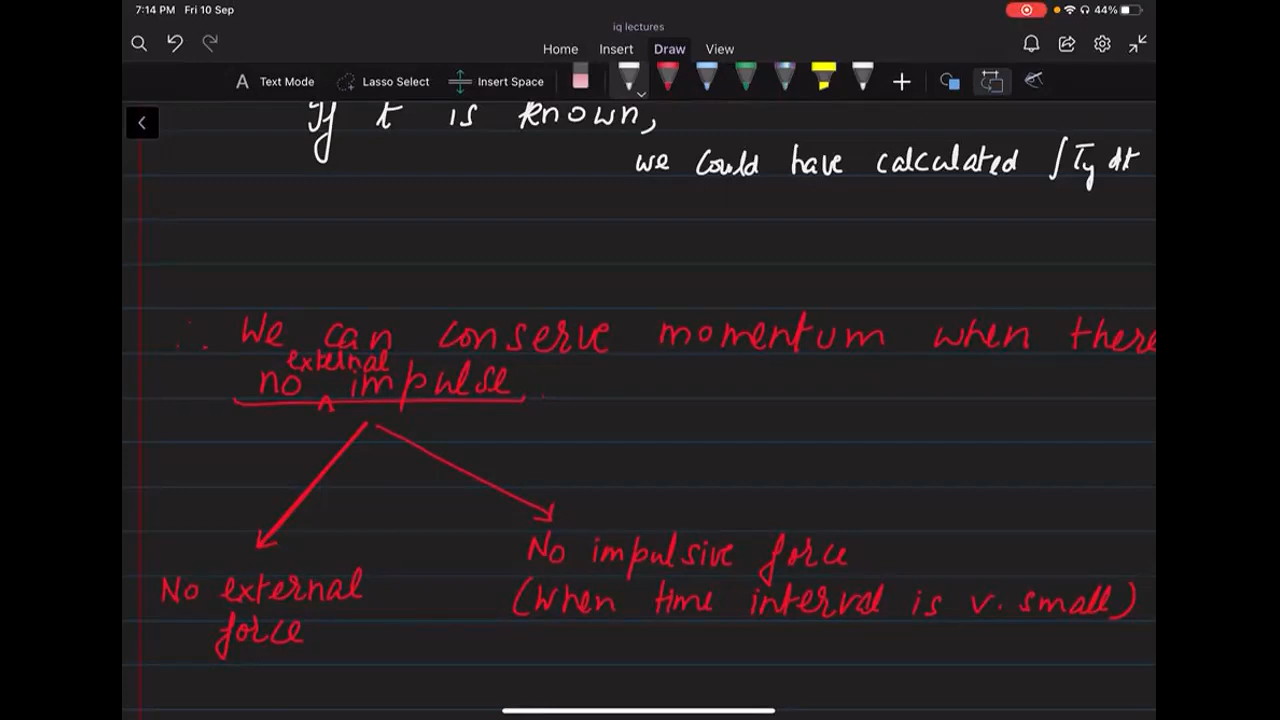 7:14 PM Fri 10 Sep
44%
iq lectures
Home Insert Draw View
Text Mode Lasso Select Insert Space
If t is known,
we could have calculated ∫Ty dt
∴ We can conserve momentum when there
no external impulse.
No external
force
No impulsive force
(when time interval is v. small)